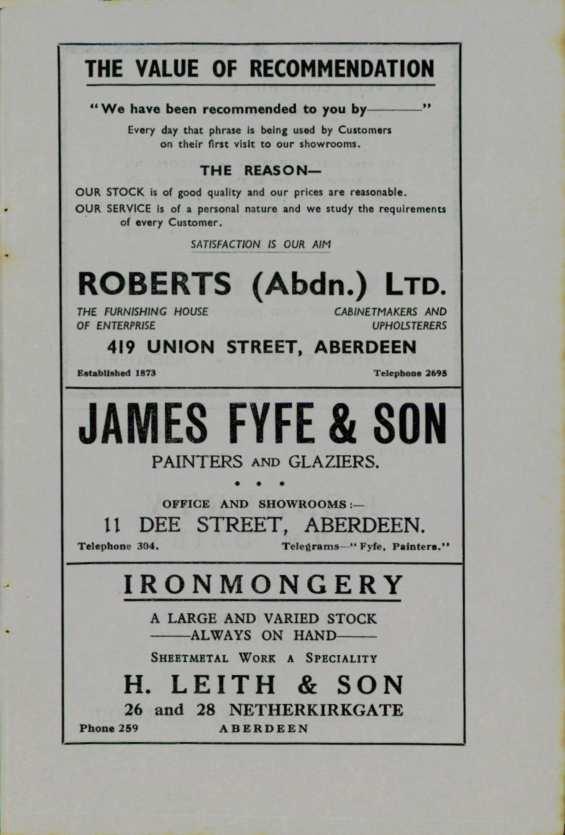 THE VALUE OF RECOMMENDATION
"We have been recommended to you by————"
Every day that phrase is being used by Customers
on their first visit to our showrooms.
THE REASON—
OUR STOCK is of good quality and our prices are reasonable.
OUR SERVICE is of a personal nature and we study the requirements
of every Customer.
SATISFACTION IS OUR AIM
ROBERTS (Abdn.) LTD.
THE FURNISHING HOUSE CABINETMAKERS AND
OF ENTERPRISE UPHOLSTERERS
419 UNION STREET, ABERDEEN
Established 1873 Telephone 2695
JAMES FYFE & SON
PAINTERS AND GLAZIERS.
• • •
OFFICE AND SHOWROOMS:—
11 DEE STREET, ABERDEEN.
Telephone 304. Telegrams—"Fyfe, Painters."
IRONMONGERY
A LARGE AND VARIED STOCK
———ALWAYS ON HAND———
SHEETMETAL WORK A SPECIALITY
H. LEITH & SON
26 and 28 NETHERKIRKGATE
Phone 259 ABERDEEN